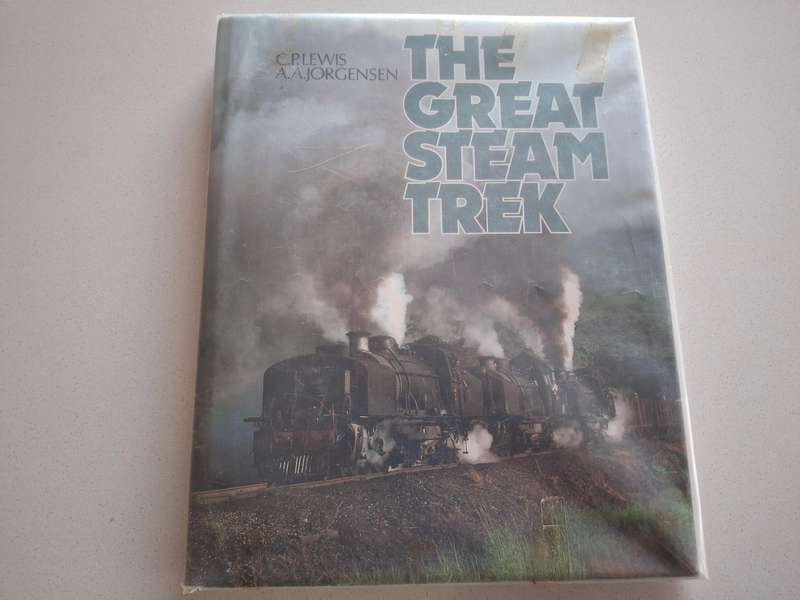 C.P.LEWIS
A.A.JORGENSEN
THE
GREAT
STEAM
TREK